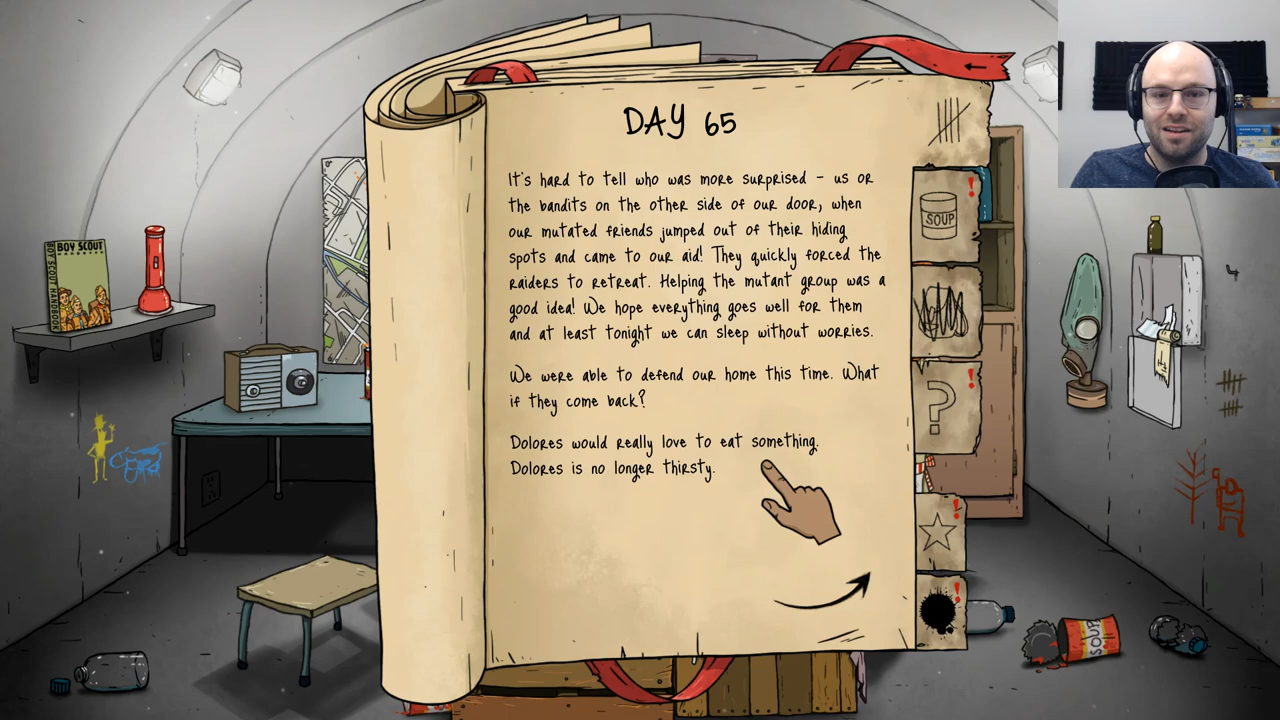 DAY 65
It's hard to tell who was more surprised - us or
the bandits on the other side of our door, when
our mutated friends jumped out of their hiding
spots and came to our aid! They quickly forced the
raiders to retreat. Helping the mutant group was a
good idea! We hope everything goes well for them
and at least tonight we can sleep without worries.
We were able to defend our home this time. What
if they come back?
Dolores would really love to eat something.
Dolores is no longer thirsty.
SOUP
!
?
!
!
!
BOY SCOUT
HANDBOOK
BOY SCOUT HANDBOOK
SOUP